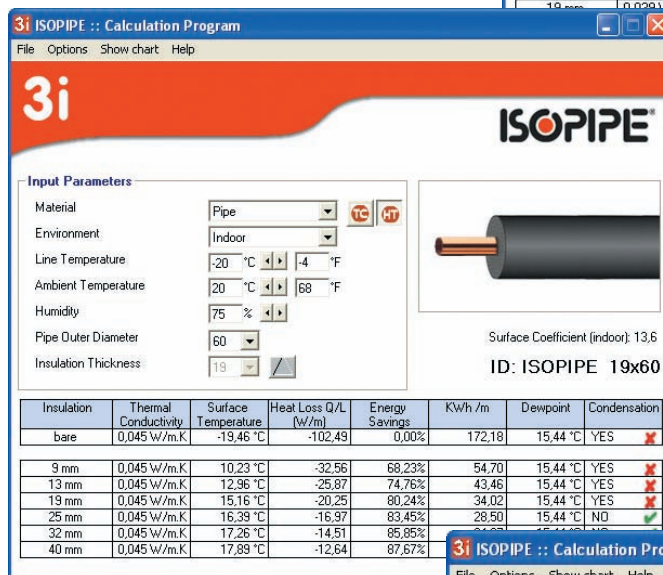 19 mm
3i ISOPIPE :: Calculation Program
File Options Show chart Help
3i
ISOPIPE®
Input Parameters
Material Pipe TC HT
Environment Indoor
Line Temperature -20 °C -4 °F
Ambient Temperature 20 °C 68 °F
Humidity 75 %
Pipe Outer Diameter 60
Insulation Thickness 19
Surface Coefficient (indoor): 13,6
ID: ISOPIPE 19x60
Insulation Thermal Conductivity Surface Temperature Heat Loss Q/L (W/m) Energy Savings KWh /m Dewpoint Condensation
bare 0,045 W/m.K -19,46 °C -102,49 0,00% 172,18 15,44 °C YES
9 mm 0,045 W/m.K 10,23 °C -32,56 68,23% 54,70 15,44 °C YES
13 mm 0,045 W/m.K 12,96 °C -25,87 74,76% 43,46 15,44 °C YES
19 mm 0,045 W/m.K 15,16 °C -20,25 80,24% 34,02 15,44 °C YES
25 mm 0,045 W/m.K 16,39 °C -16,97 83,45% 28,50 15,44 °C NO
32 mm 0,045 W/m.K 17,26 °C -14,51 85,85%
40 mm 0,045 W/m.K 17,89 °C -12,64 87,67%
3i ISOPIPE :: Calculation Pro
File Options Show chart Help